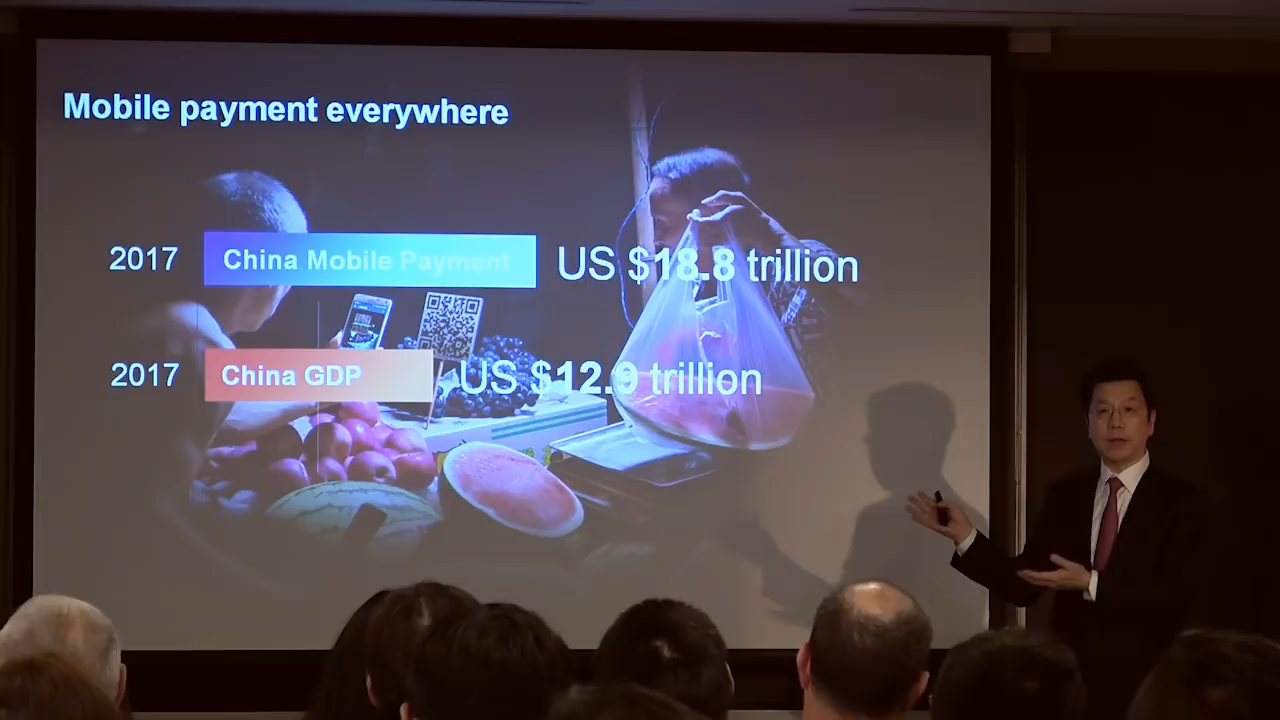 Mobile payment everywhere
2017 China Mobile Payment US $18.8 trillion
2017 China GDP US $12.9 trillion